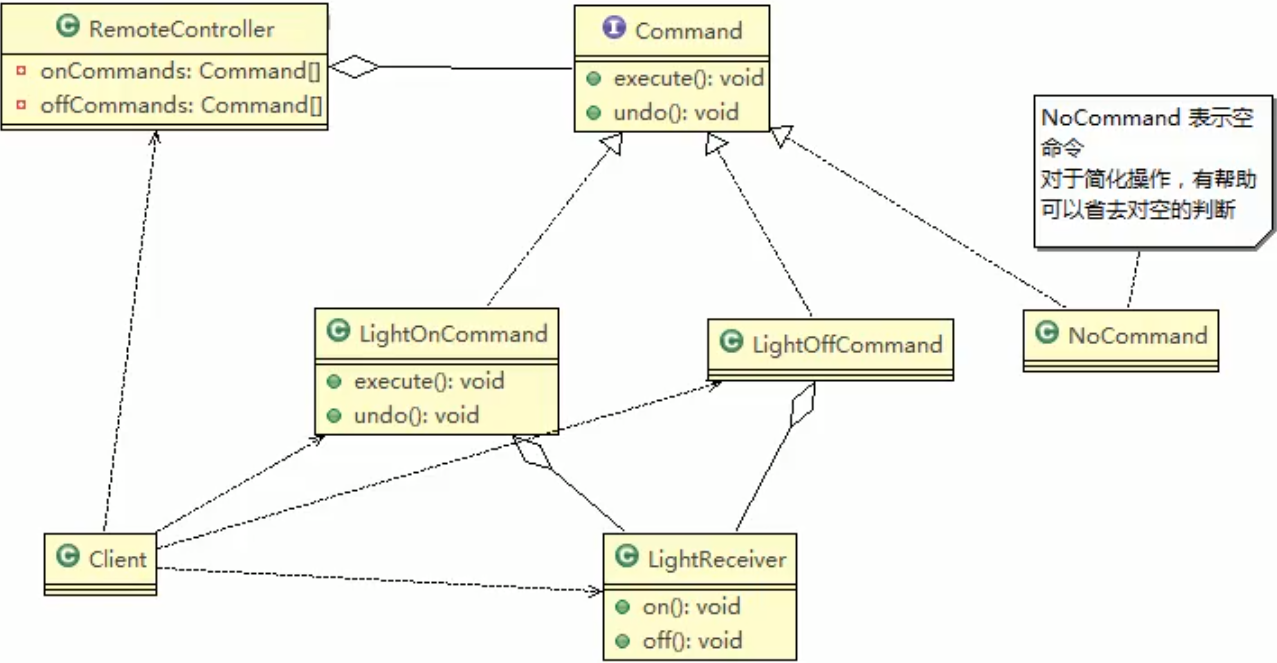 RemoteController
onCommands: Command[]
offCommands: Command[]
I Command
execute(): void
undo(): void
NoCommand 表示空
命令
对于简化操作，有帮助
可以省去对空的判断
C LightOnCommand
execute(): void
undo(): void
C LightOffCommand
C NoCommand
C Client
C LightReceiver
on(): void
off(): void